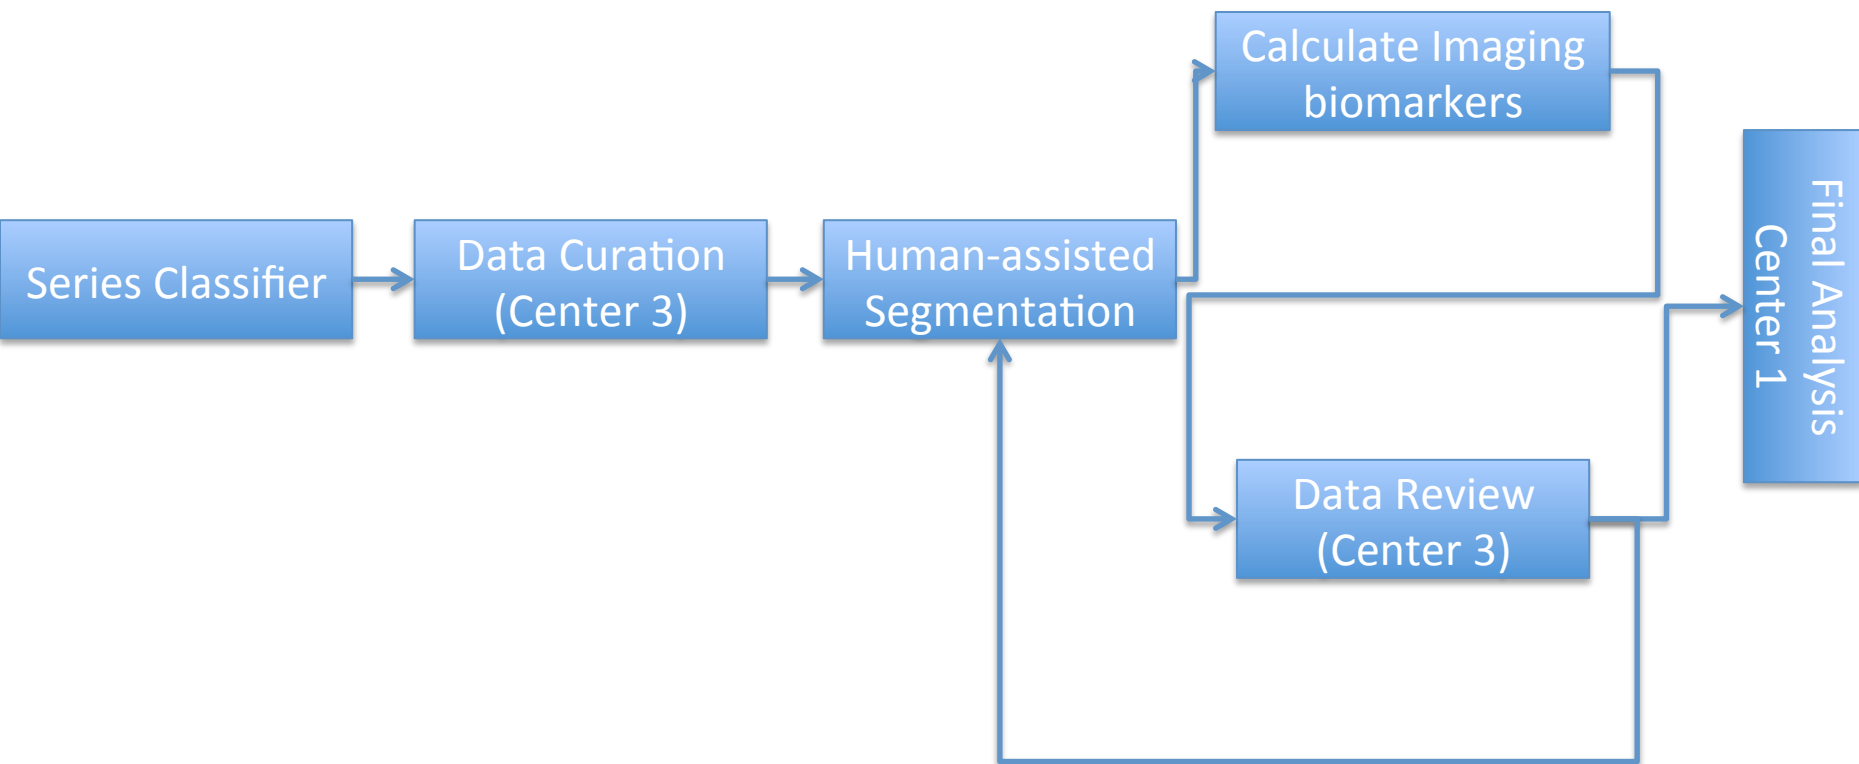 Series Classifier
Data Curation
(Center 3)
Human-assisted
Segmentation
Calculate Imaging
biomarkers
Data Review
(Center 3)
Final Analysis
Center 1